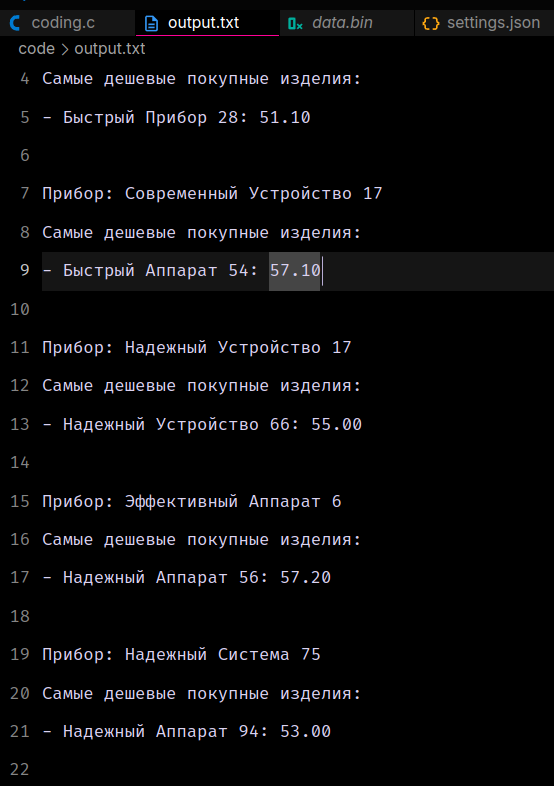 coding.c output.txt data.bin settings.json
code > output.txt
4 Самые дешевые покупные изделия:
5 - Быстрый Прибор 28: 51.10
6
7 Прибор: Современный Устройство 17
8 Самые дешевые покупные изделия:
9 - Быстрый Аппарат 54: 57.10
10
11 Прибор: Надежный Устройство 17
12 Самые дешевые покупные изделия:
13 - Надежный Устройство 66: 55.00
14
15 Прибор: Эффективный Аппарат 6
16 Самые дешевые покупные изделия:
17 - Надежный Аппарат 56: 57.20
18
19 Прибор: Надежный Система 75
20 Самые дешевые покупные изделия:
21 - Надежный Аппарат 94: 53.00
22